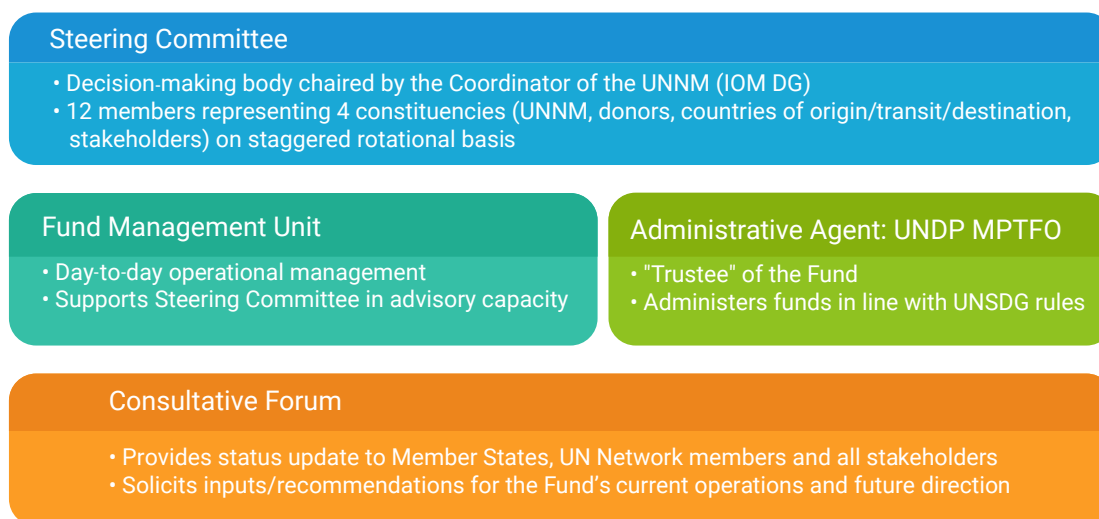 Steering Committee
• Decision-making body chaired by the Coordinator of the UNNM (IOM DG)
• 12 members representing 4 constituencies (UNNM, donors, countries of origin/transit/destination,
stakeholders) on staggered rotational basis
Fund Management Unit
• Day-to-day operational management
• Supports Steering Committee in advisory capacity
Administrative Agent: UNDP MPTFO
• "Trustee" of the Fund
• Administers funds in line with UNSDG rules
Consultative Forum
• Provides status update to Member States, UN Network members and all stakeholders
• Solicits inputs/recommendations for the Fund’s current operations and future direction